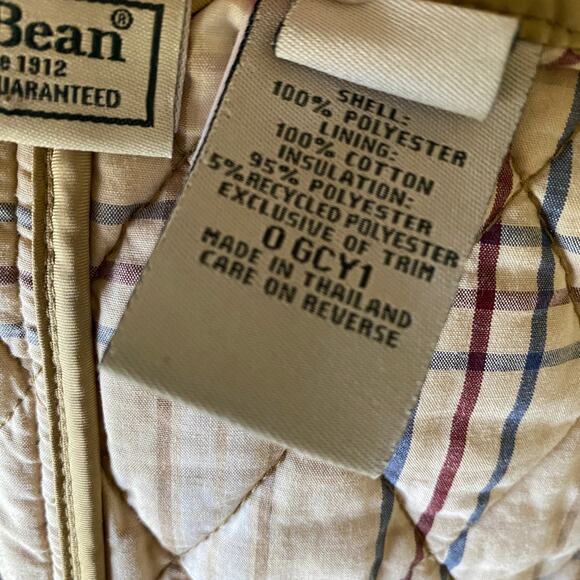 Bean®
1912
GUARANTEED
SHELL:
100% POLYESTER
LINING:
100% COTTON
INSULATION:
95% POLYESTER
5% RECYCLED POLYESTER
EXCLUSIVE OF TRIM
0 GCY1
MADE IN THAILAND
CARE ON REVERSE